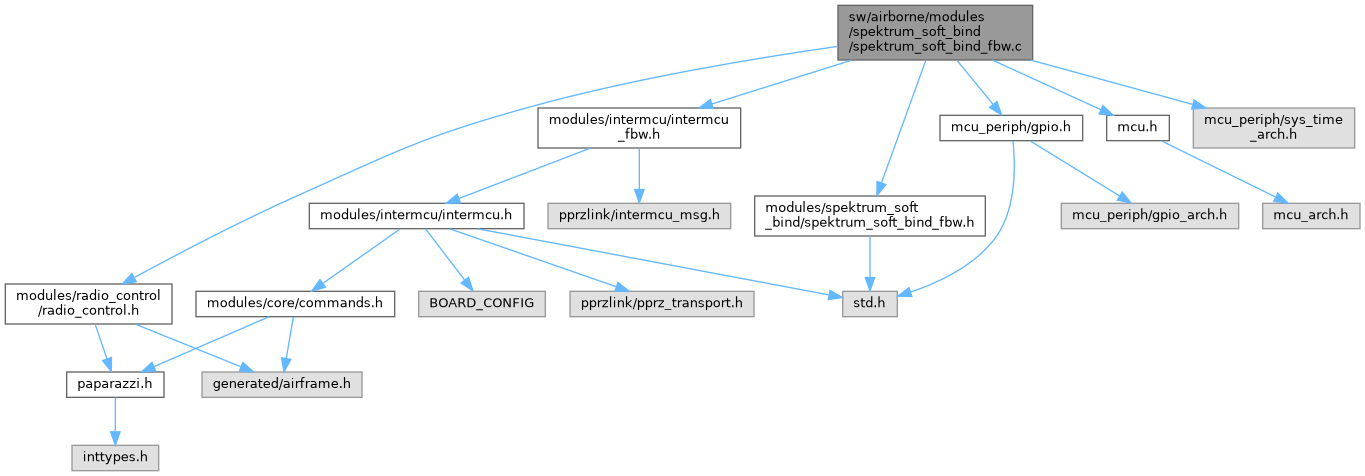 sw/airborne/modules
/spektrum_soft_bind
/spektrum_soft_bind_fbw.c
modules/intermcu/intermcu
_fbw.h
mcu_periph/gpio.h
mcu.h
mcu_periph/sys_time
_arch.h
modules/intermcu/intermcu.h
pprzlink/intermcu_msg.h
modules/spektrum_soft
_bind/spektrum_soft_bind_fbw.h
mcu_periph/gpio_arch.h
mcu_arch.h
modules/radio_control
/radio_control.h
modules/core/commands.h
BOARD_CONFIG
pprzlink/pprz_transport.h
std.h
paparazzi.h
generated/airframe.h
inttypes.h